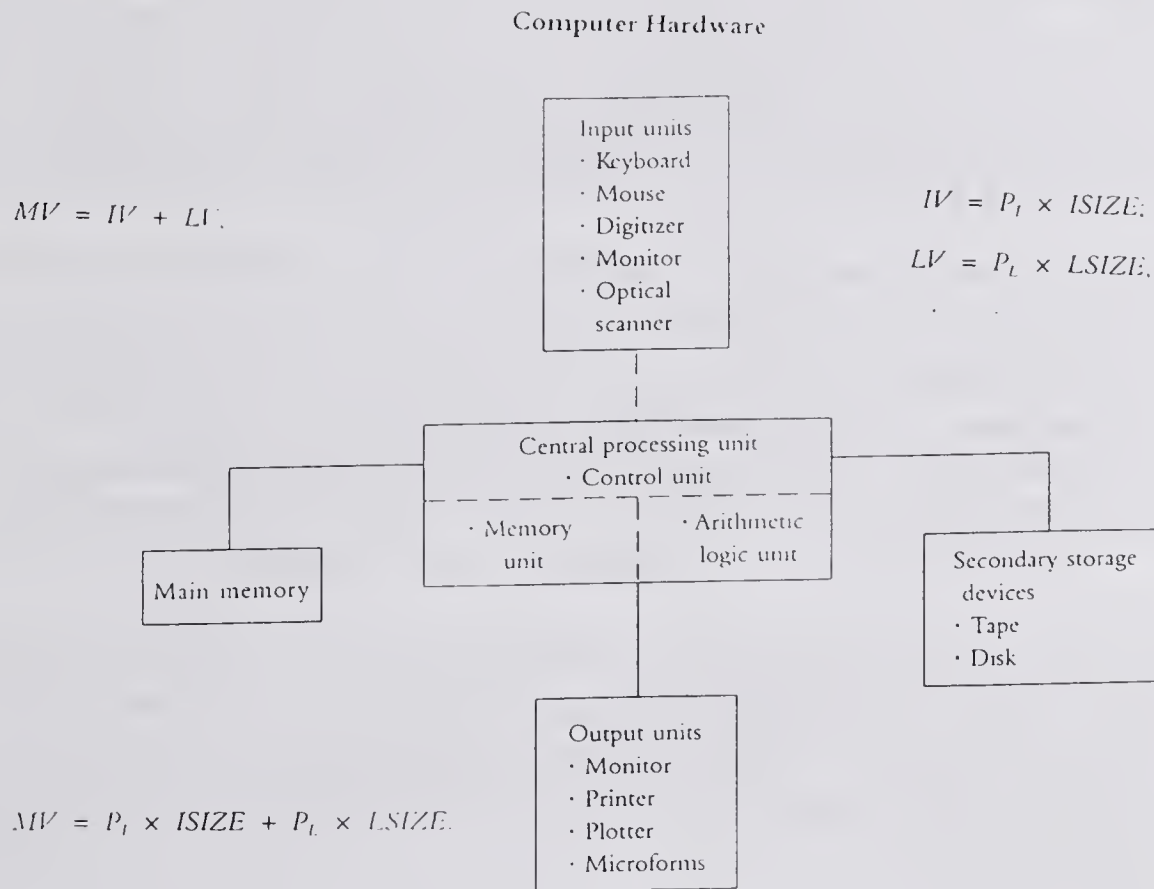 Computer Hardware
Input units
· Keyboard
· Mouse
· Digitizer
· Monitor
· Optical
scanner
MV = IV + LV.
IV = P_I × ISIZE;
LV = P_L × LSIZE.
Central processing unit
· Control unit
· Memory
unit
· Arithmetic
logic unit
Main memory
Secondary storage
devices
· Tape
· Disk
Output units
· Monitor
· Printer
· Plotter
· Microforms
MV = P_I × ISIZE + P_L × LSIZE.